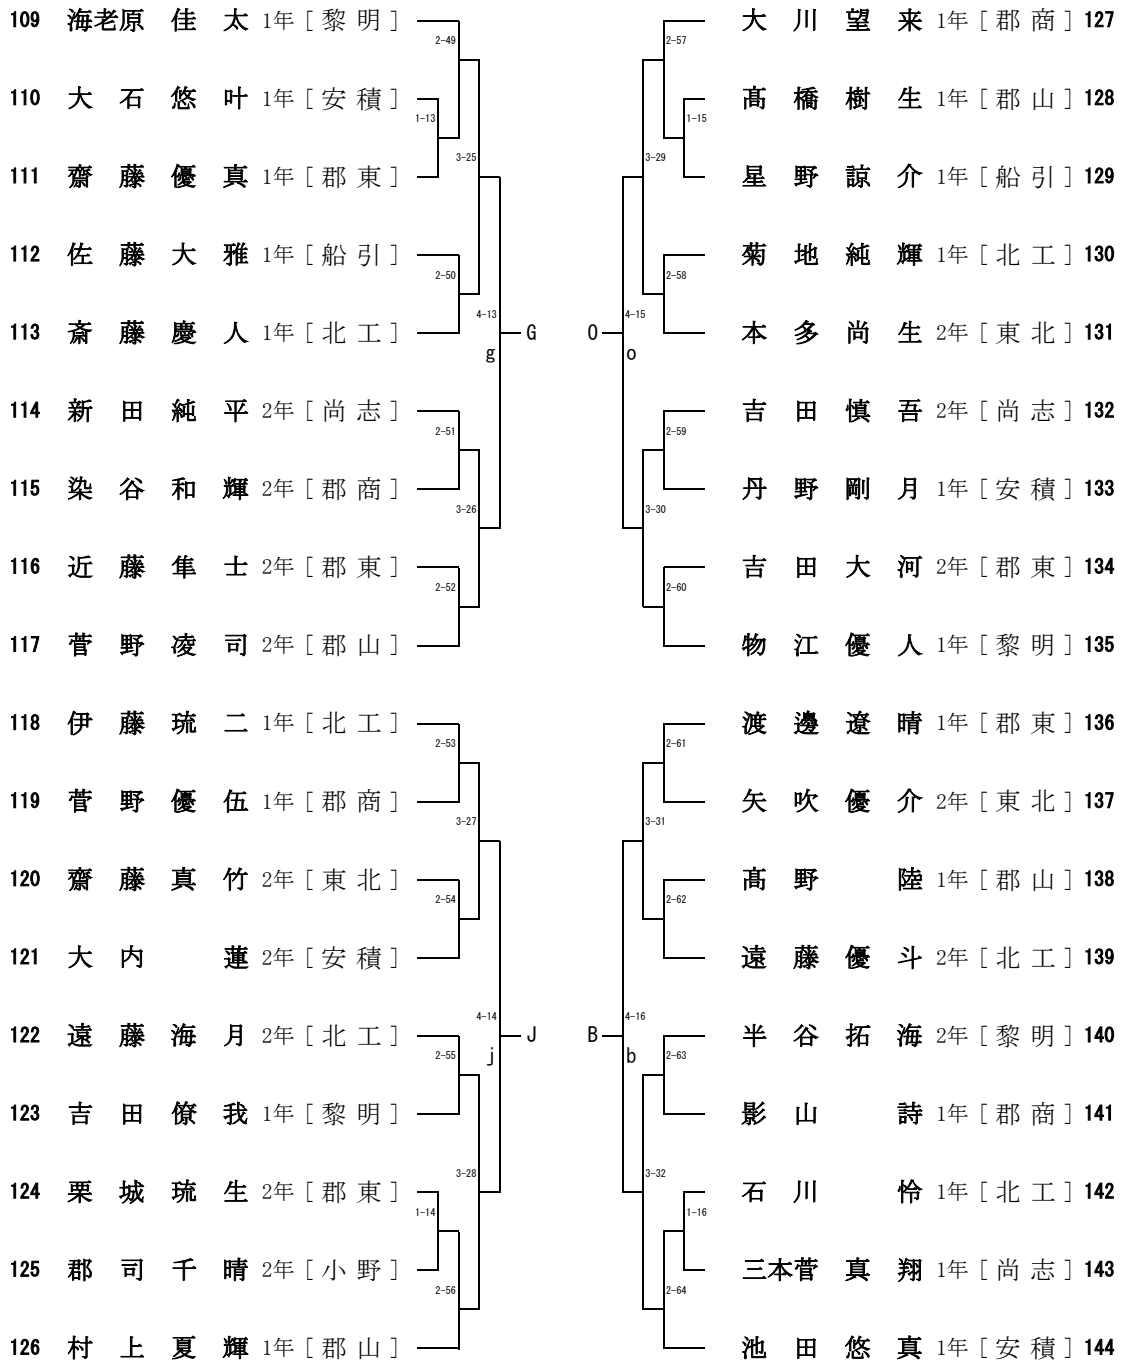 109 海老原 佳 太 1年 [ 黎 明 ]
2-49
110 大 石 悠 叶 1年 [ 安 積 ]
1-13
3-25
111 齋 藤 優 真 1年 [ 郡 東 ]
112 佐 藤 大 雅 1年 [ 船 引 ]
2-50
4-13
113 斎 藤 慶 人 1年 [ 北 工 ]
G
g
114 新 田 純 平 2年 [ 尚 志 ]
2-51
115 染 谷 和 輝 2年 [ 郡 商 ]
3-26
116 近 藤 隼 士 2年 [ 郡 東 ]
2-52
117 菅 野 凌 司 2年 [ 郡 山 ]
118 伊 藤 琉 二 1年 [ 北 工 ]
2-53
119 菅 野 優 伍 1年 [ 郡 商 ]
3-27
120 齋 藤 真 竹 2年 [ 東 北 ]
2-54
121 大 内 蓮 2年 [ 安 積 ]
4-14
122 遠 藤 海 月 2年 [ 北 工 ]
J
j
2-55
123 吉 田 僚 我 1年 [ 黎 明 ]
3-28
124 栗 城 琉 生 2年 [ 郡 東 ]
1-14
125 郡 司 千 晴 2年 [ 小 野 ]
2-56
126 村 上 夏 輝 1年 [ 郡 山 ]
大 川 望 来 1年 [ 郡 商 ] 127
2-57
髙 橋 樹 生 1年 [ 郡 山 ] 128
1-15
3-29
星 野 諒 介 1年 [ 船 引 ] 129
菊 地 純 輝 1年 [ 北 工 ] 130
2-58
4-15
本 多 尚 生 2年 [ 東 北 ] 131
O
o
吉 田 慎 吾 2年 [ 尚 志 ] 132
2-59
丹 野 剛 月 1年 [ 安 積 ] 133
3-30
吉 田 大 河 2年 [ 郡 東 ] 134
2-60
物 江 優 人 1年 [ 黎 明 ] 135
渡 邊 遼 晴 1年 [ 郡 東 ] 136
2-61
矢 吹 優 介 2年 [ 東 北 ] 137
3-31
髙 野 陸 1年 [ 郡 山 ] 138
2-62
遠 藤 優 斗 2年 [ 北 工 ] 139
4-16
半 谷 拓 海 2年 [ 黎 明 ] 140
B
b
2-63
影 山 詩 1年 [ 郡 商 ] 141
3-32
石 川 怜 1年 [ 北 工 ] 142
1-16
三本菅 真 翔 1年 [ 尚 志 ] 143
2-64
池 田 悠 真 1年 [ 安 積 ] 144